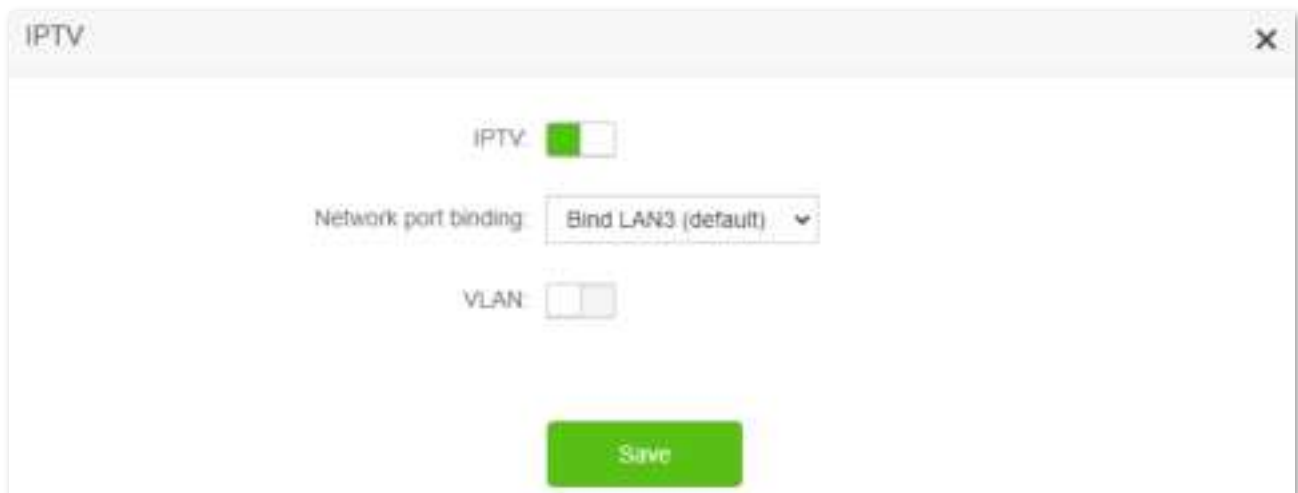 IPTV
IPTV:
Network port binding: Bind LAN3 (default)
VLAN:
Save